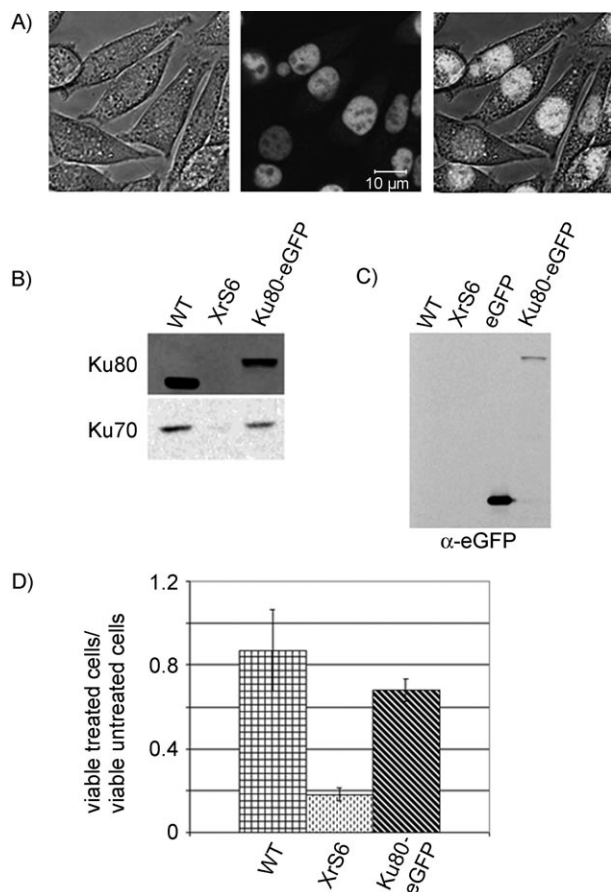 A)
10 µm
B)
WT
XrS6
Ku80-eGFP
Ku80
Ku70
C)
WT
XrS6
eGFP
Ku80-eGFP
α-eGFP
D)
viable treated cells/
viable untreated cells
1.2
0.8
0.4
0
WT
XrS6
Ku80-
eGFP